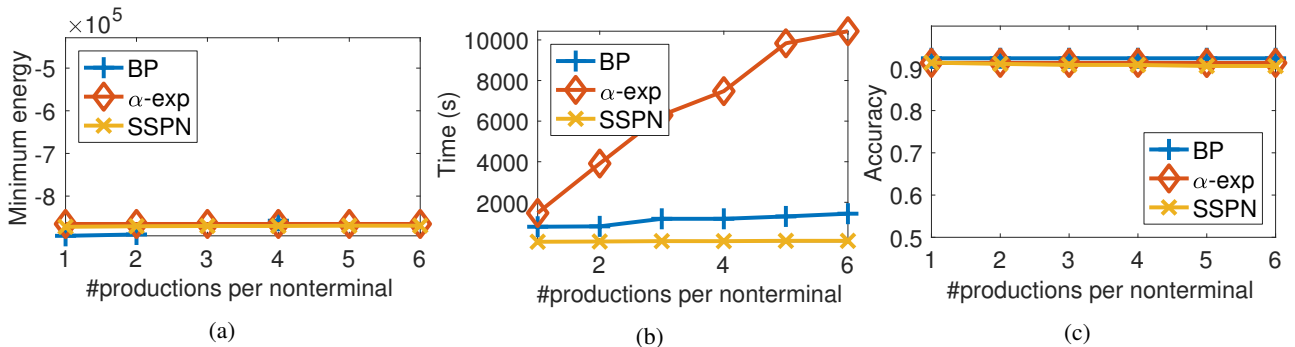 ×10⁵
Minimum energy
-5
-6
-7
-8
BP
α-exp
SSPN
1 2 3 4 5 6
#productions per nonterminal
(a)
Time (s)
10000
8000
6000
4000
2000
BP
α-exp
SSPN
2 4 6
#productions per nonterminal
(b)
Accuracy
0.9
0.8
0.7
0.6
0.5
BP
α-exp
SSPN
1 2 3 4 5 6
#productions per nonterminal
(c)